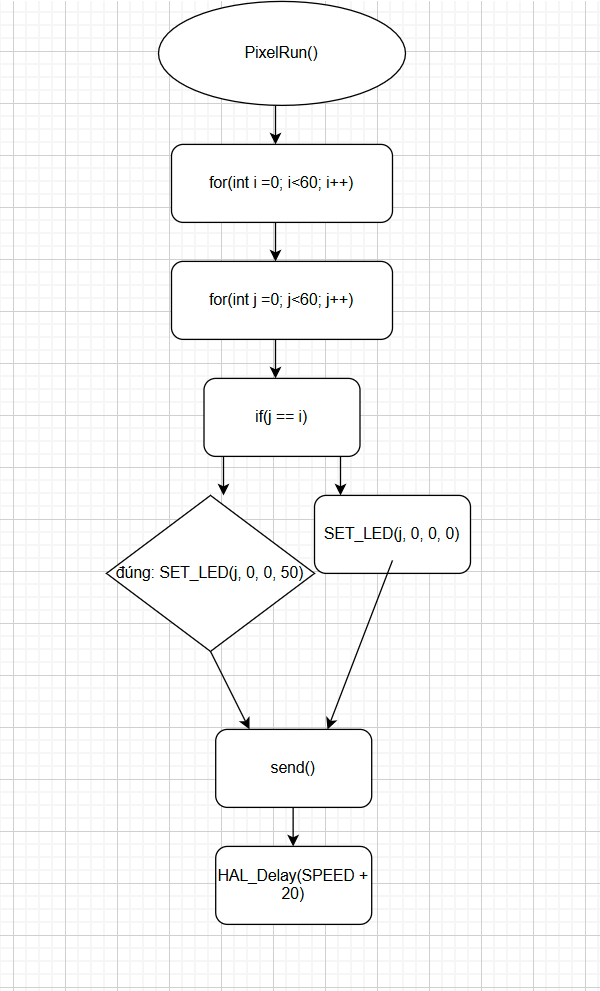 PixelRun()
for(int i =0; i<60; i++)
for(int j =0; j<60; j++)
if(j == i)
đúng: SET_LED(j, 0, 0, 50)
SET_LED(j, 0, 0, 0)
send()
HAL_Delay(SPEED +
20)